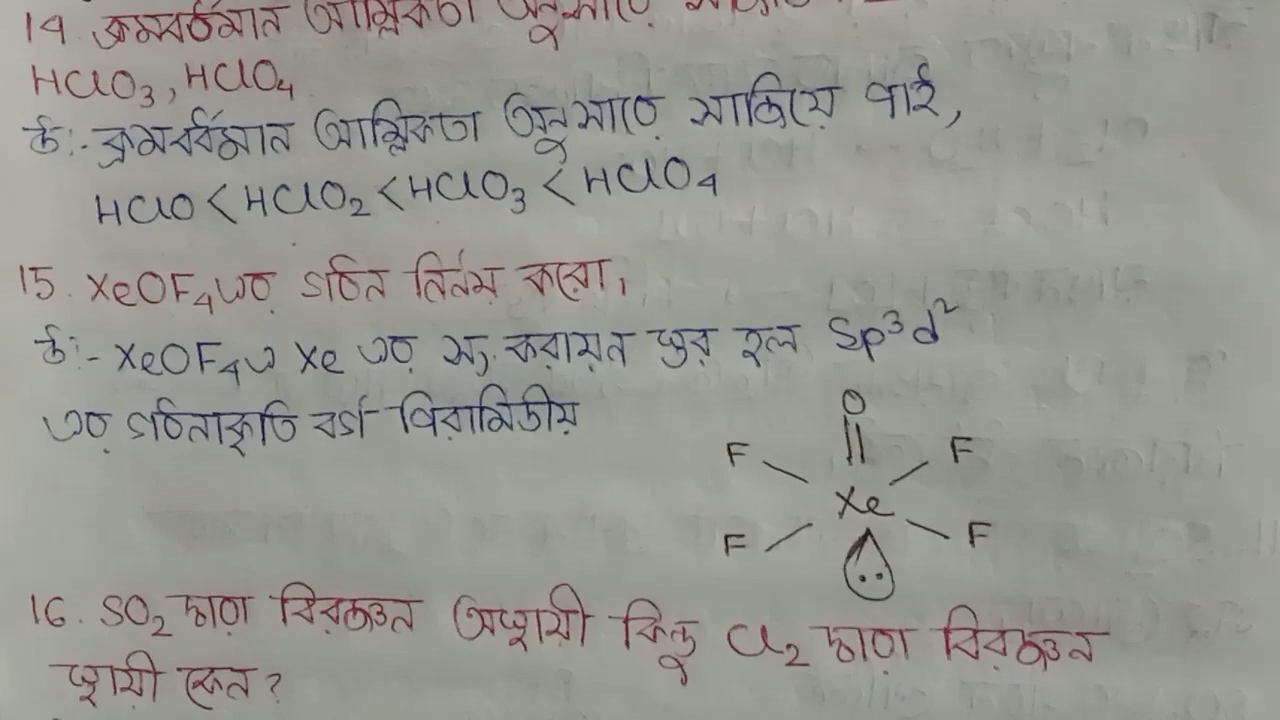 14. ক্রমবর্ধমান আম্লিকতা অনুসারে
HClO3, HClO4
উঃ- ক্রমবর্ধমান আম্লিকতা অনুসারে সাজিয়ে পাই,
HClO < HClO2 < HClO3 < HClO4
15. XeOF4 এর গঠন নির্ণয় করো।
উঃ- XeOF4 এ Xe এর সংকরায়ন স্তর হল sp³d²
এর গঠনাকৃতি বর্গ পিরামিডীয়
O
F F
Xe
F F
16. SO2 দ্বারা বিরঞ্জন অস্থায়ী কিন্তু Cl2 দ্বারা বিরঞ্জন
স্থায়ী কেন?